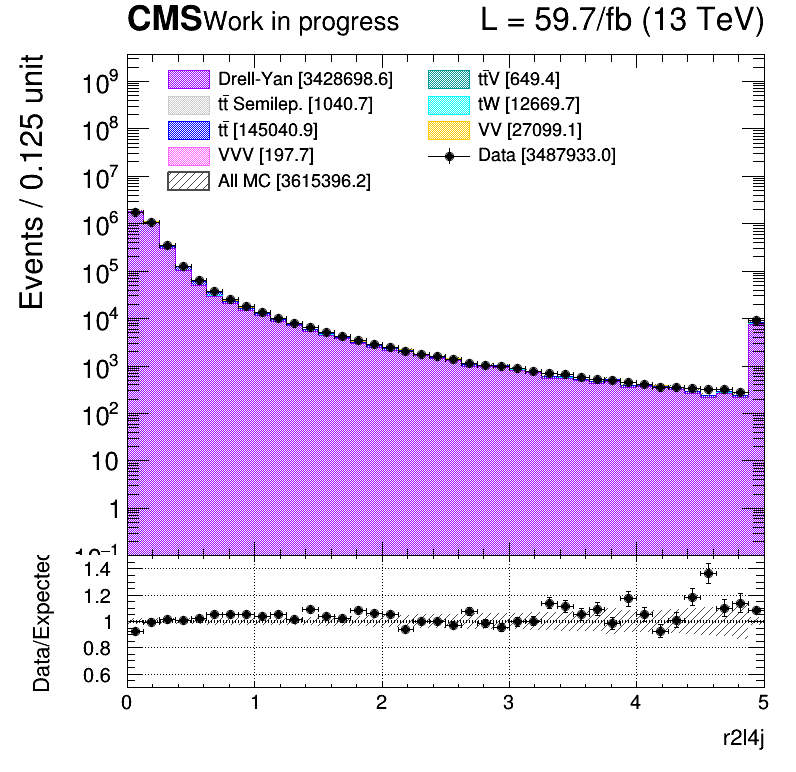 CMS Work in progress L = 59.7/fb (13 TeV)
Events / 0.125 unit
Drell-Yan [3428698.6] tt̄V [649.4]
tt̄ Semilep. [1040.7] tW [12669.7]
tt̄ [145040.9] VV [27099.1]
VVV [197.7] Data [3487933.0]
All MC [3615396.2]
10⁹
10⁸
10⁷
10⁶
10⁵
10⁴
10³
10²
10
1
10⁻¹
Data/Expected
1.4
1.2
1
0.8
0.6
0 1 2 3 4 5
r2l4j